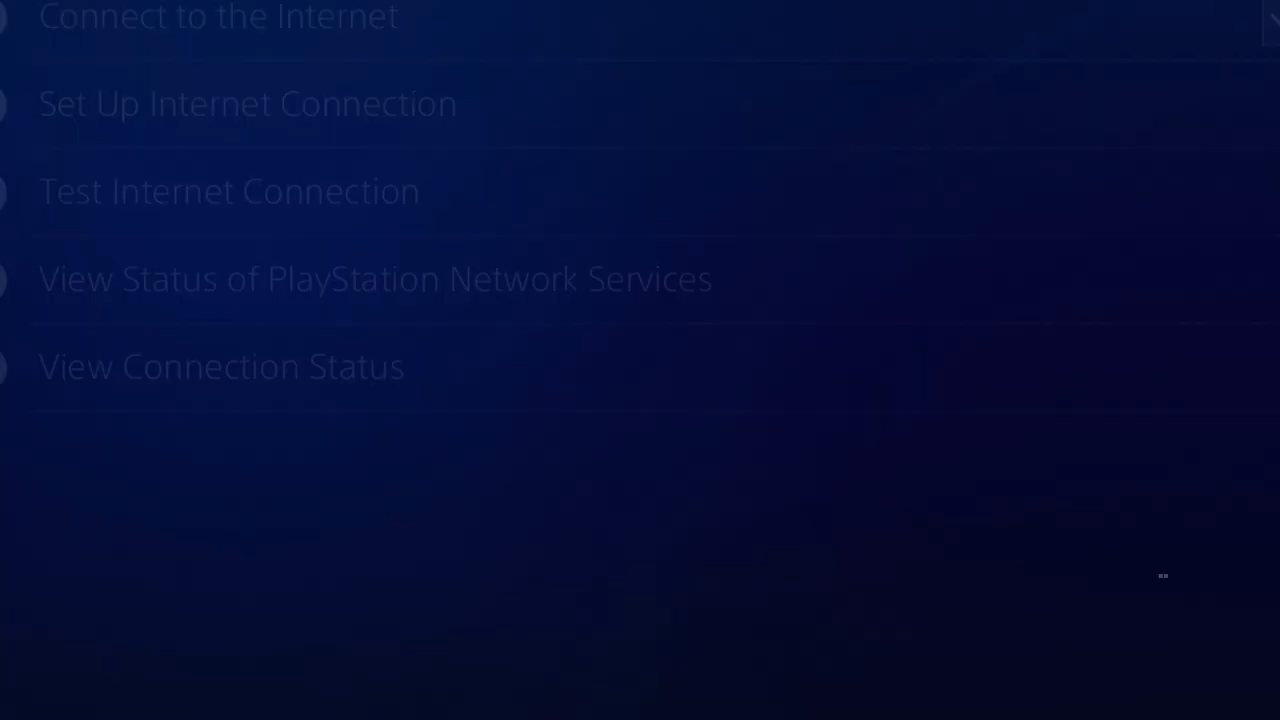 Connect to the Internet
Set Up Internet Connection
Test Internet Connection
View Status of PlayStation Network Services
View Connection Status